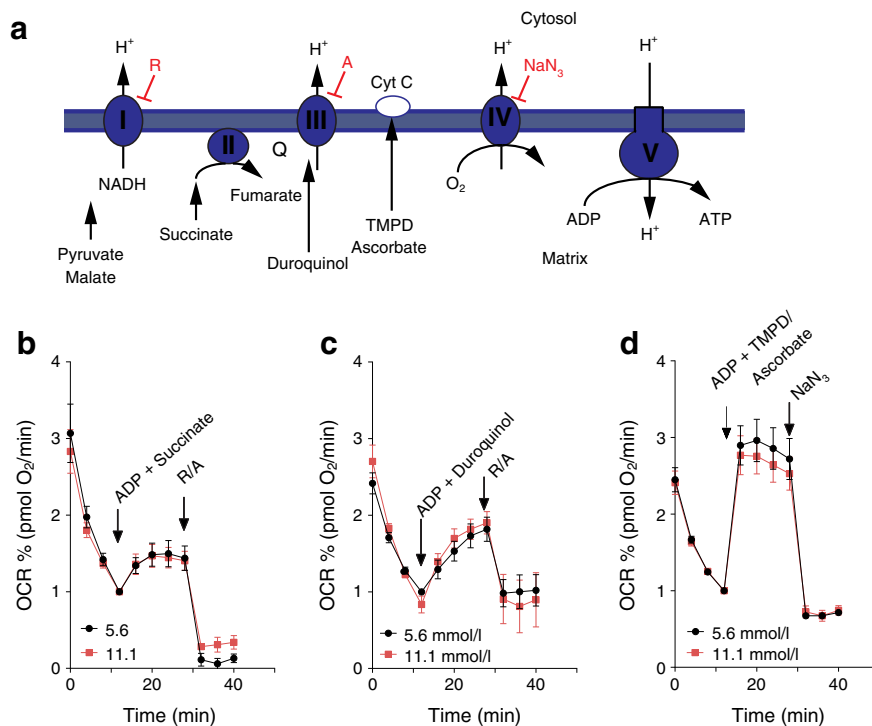 a
Cytosol
H⁺ H⁺ H⁺ H⁺
R A NaN₃
Cyt C
I II III IV V
Q
NADH
Fumarate
O₂
Succinate
TMPD
Ascorbate
ADP
ATP
H⁺
Pyruvate
Malate
Duroquinol
Matrix
b
OCR % (pmol O₂/min)
4
3
2
1
0
ADP + Succinate
R/A
5.6
11.1
0 20 40
Time (min)
c
OCR % (pmol O₂/min)
4
3
2
1
0
ADP + Duroquinol
R/A
5.6 mmol/l
11.1 mmol/l
0 20 40
Time (min)
d
OCR % (pmol O₂/min)
4
3
2
1
0
ADP + TMPD/
Ascorbate
NaN₃
5.6 mmol/l
11.1 mmol/l
0 20 40
Time (min)